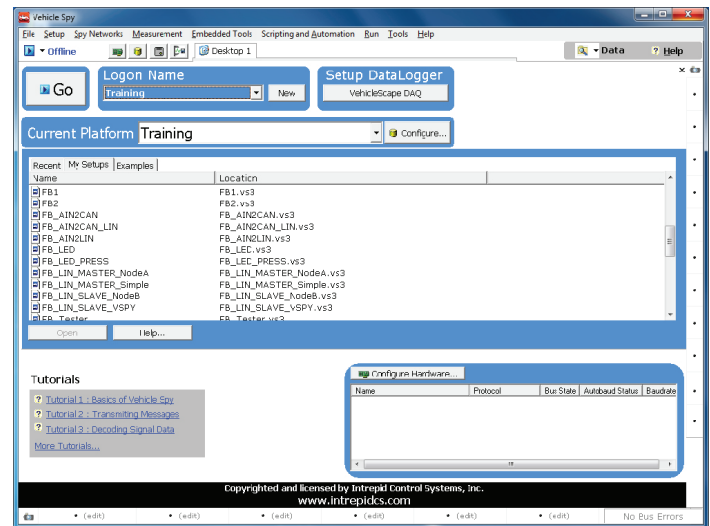 Vehicle Spy
File Setup Spy Networks Measurement Embedded Tools Scripting and Automation Run Tools Help
Offline Desktop 1 Data Help
Go
Logon Name
Training New
Setup DataLogger
VehicleScape DAQ
Current Platform Training Configure...
Recent My Setups Examples
Name Location
FB1 FB1.vs3
FB2 FB2.vs3
FB_AIN2CAN FB_AIN2CAN.vs3
FB_AIN2CAN_LIN FB_AIN2CAN_LIN.vs3
FB_AIN2LIN FB_AIN2LIN.vs3
FB_LED FB_LED.vs3
FB_LED_PRESS FB_LED_PRESS.vs3
FB_LIN_MASTER_NodeA FB_LIN_MASTER_NodeA.vs3
FB_LIN_MASTER_Simple FB_LIN_MASTER_Simple.vs3
FB_LIN_SLAVE_NodeB FB_LIN_SLAVE_NodeB.vs3
FB_LIN_SLAVE_VSPY FB_LIN_SLAVE_VSPY.vs3
FB_Tester FB_Tester.vs3
Open Help...
Configure Hardware...
Name Protocol Bus State Autobaud Status Baudrate
Tutorials
Tutorial 1 : Basics of Vehicle Spy
Tutorial 2 : Transmiting Messages
Tutorial 3 : Decoding Signal Data
More Tutorials...
Copyrighted and licensed by Intrepid Control Systems, Inc.
www.intrepidcs.com
(edit) (edit) (edit) (edit) (edit) (edit) No Bus Errors